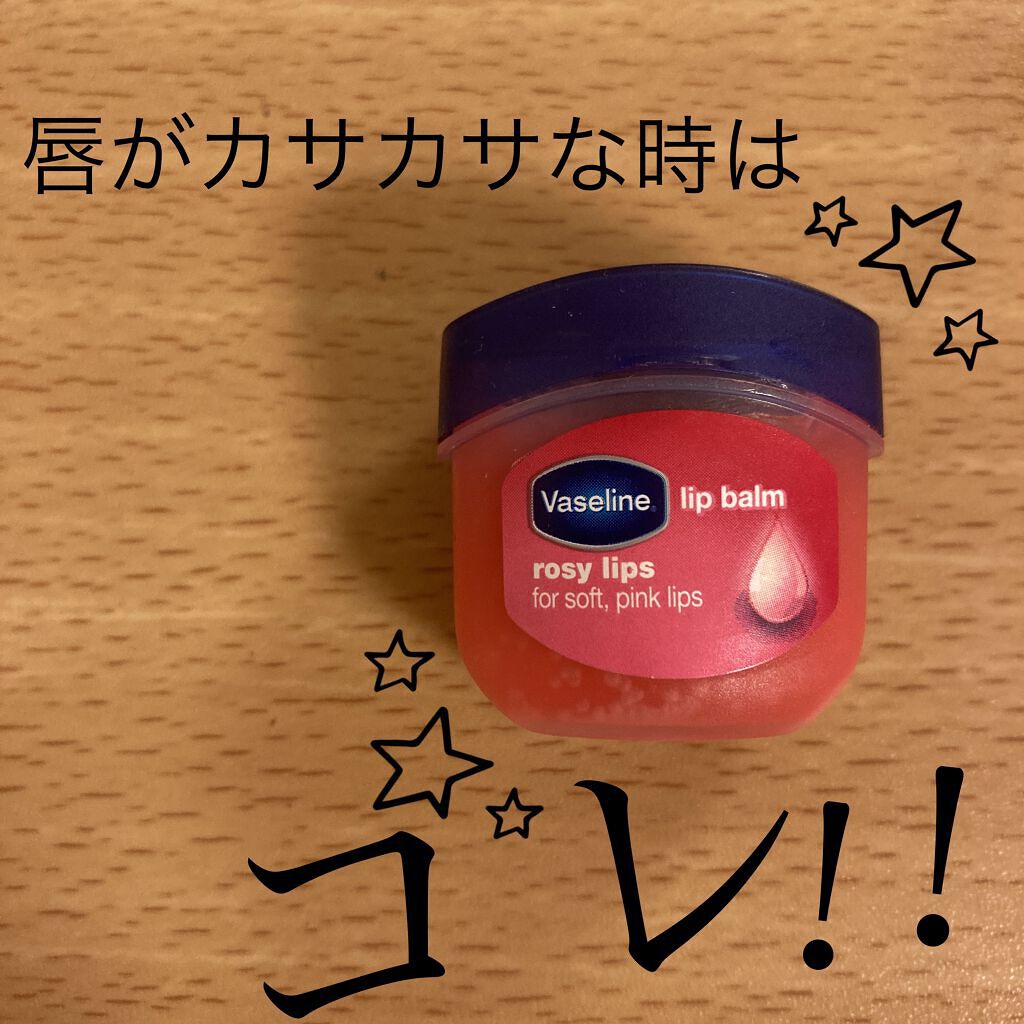 唇がカサカサな時は
Vaseline® lip balm
rosy lips
for soft, pink lips
コレ!!